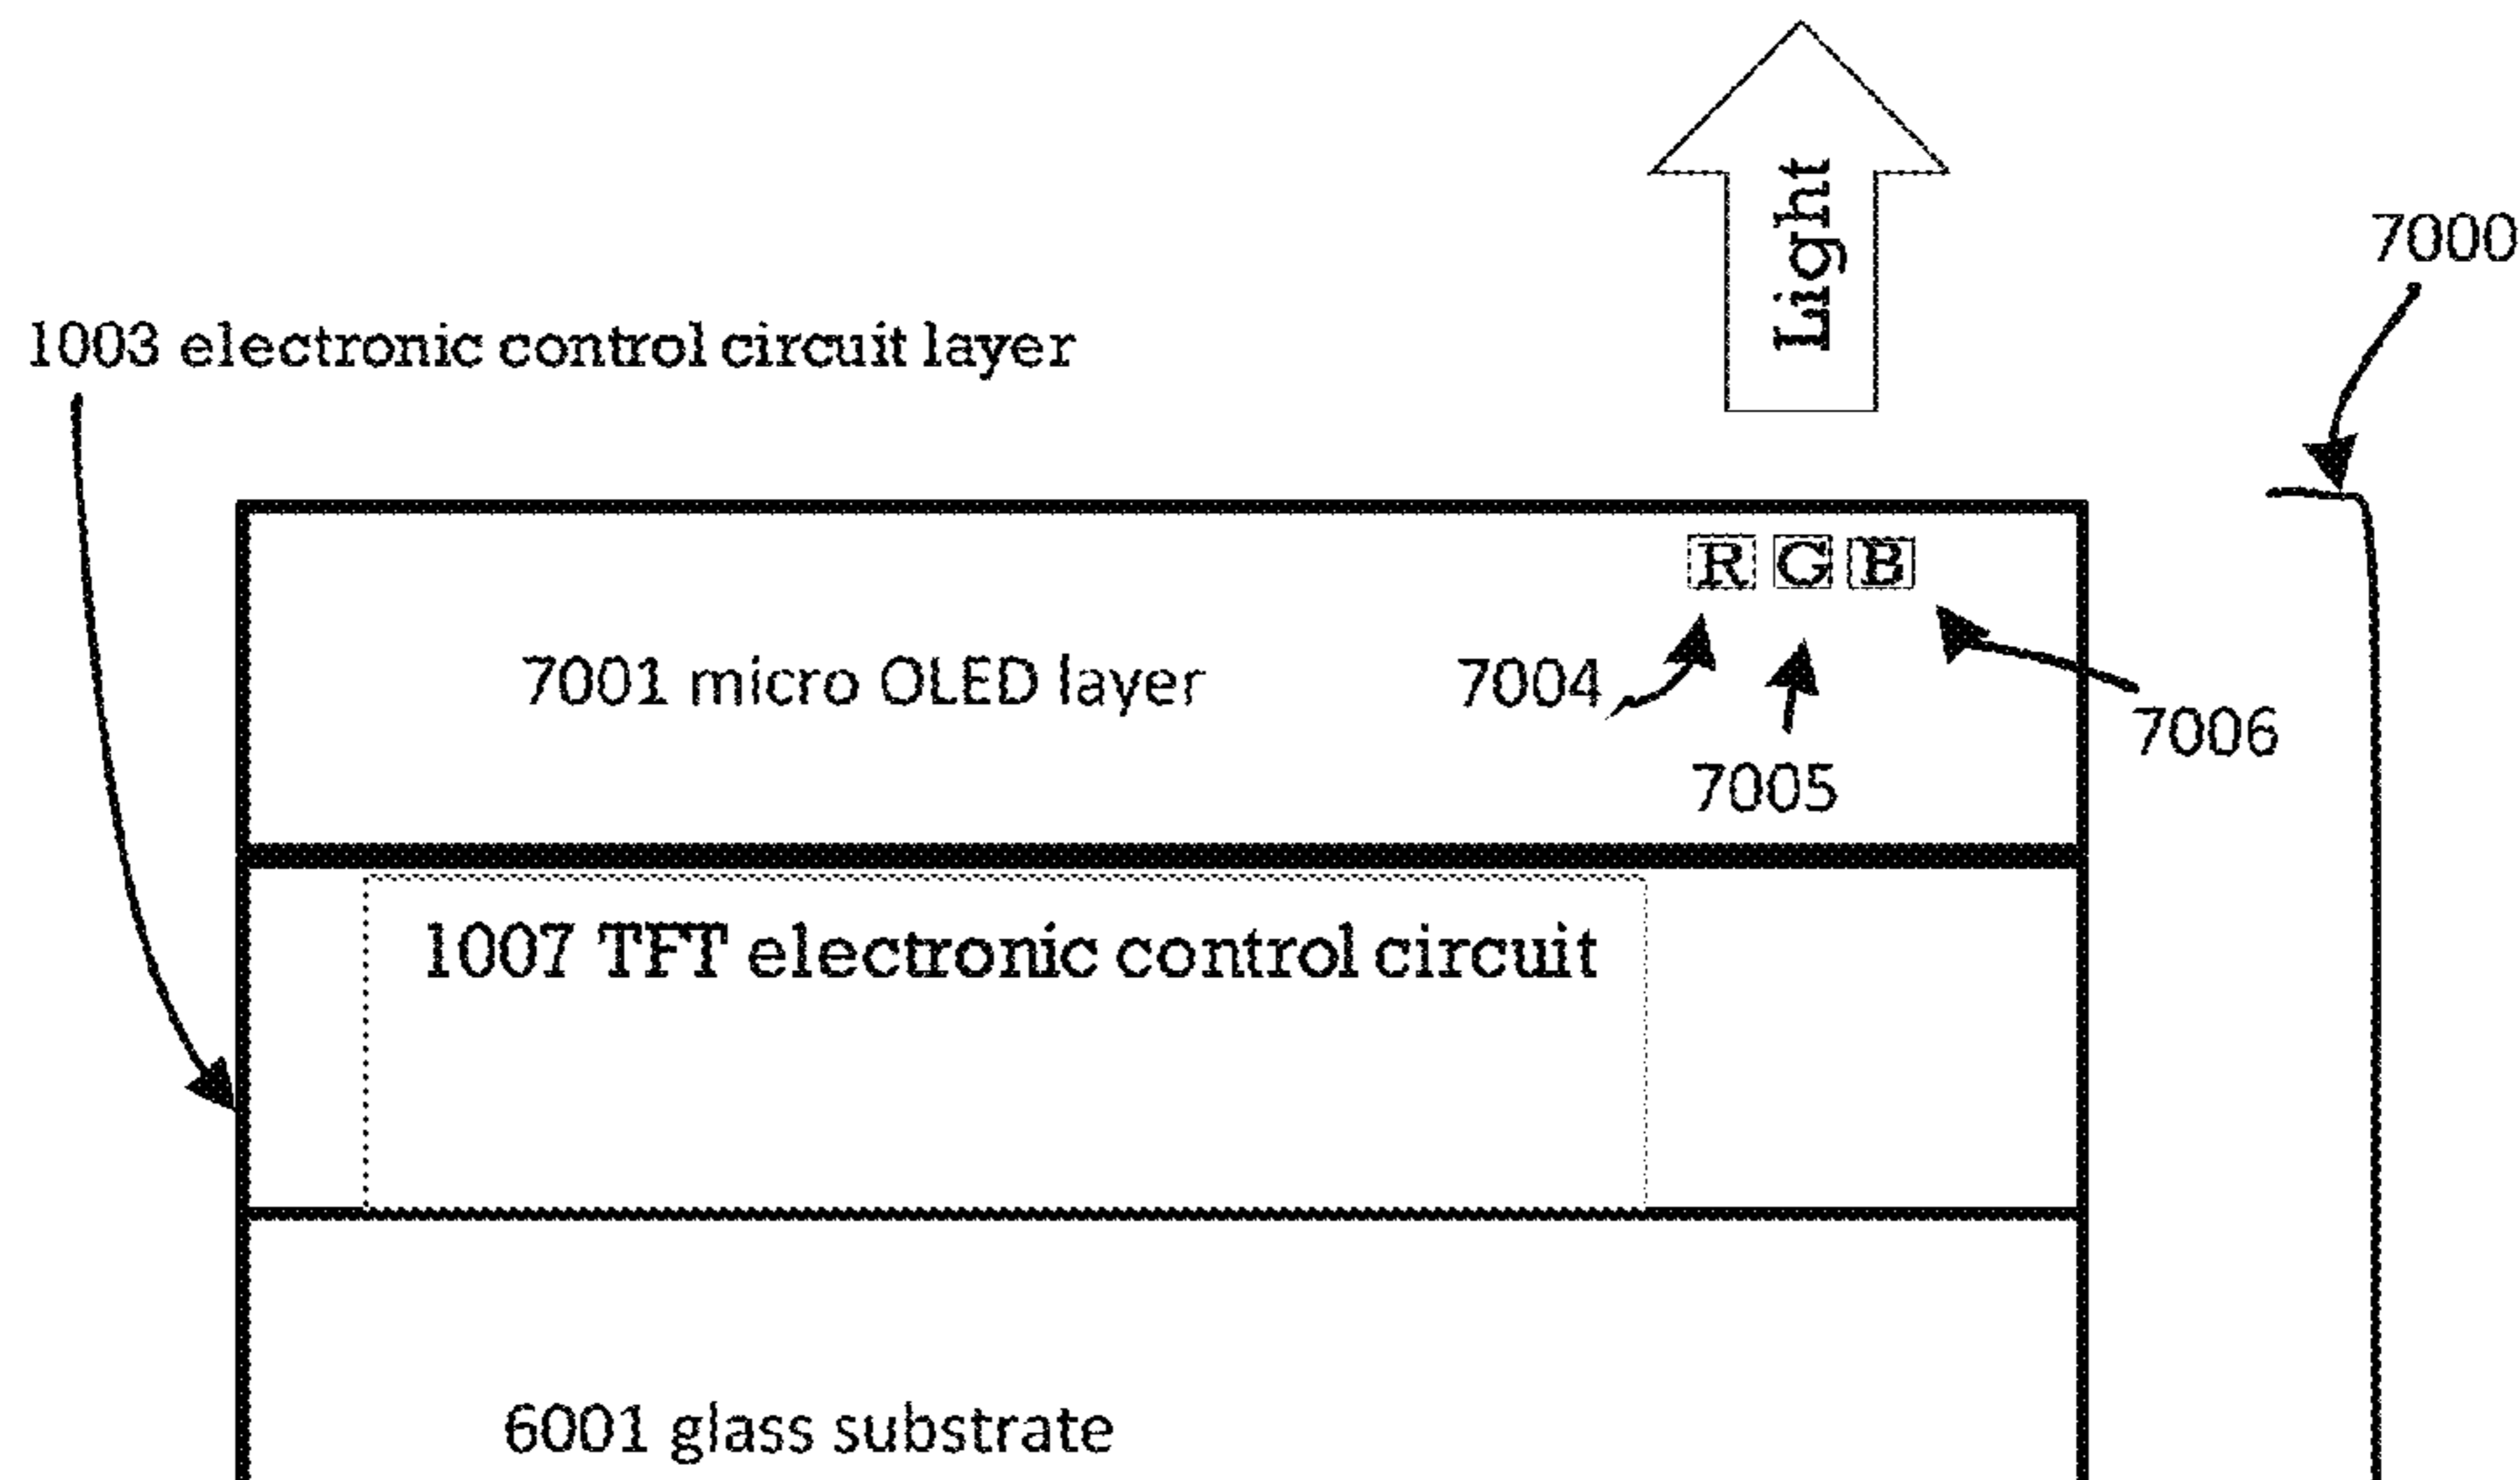 Light
7000
1003 electronic control circuit layer
R G B
7001 micro OLED layer
7004
7006
7005
1007 TFT electronic control circuit
6001 glass substrate